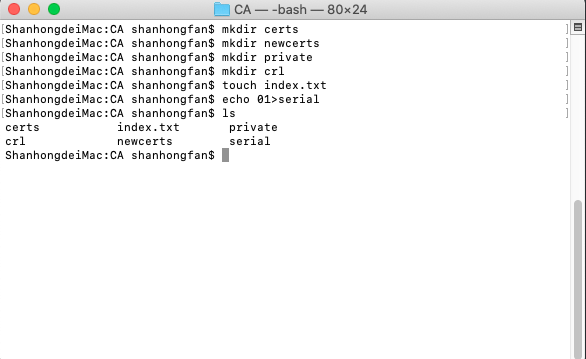 CA — -bash — 80×24
[ShanhongdeiMac:CA shanhongfan$ mkdir certs ]
[ShanhongdeiMac:CA shanhongfan$ mkdir newcerts ]
[ShanhongdeiMac:CA shanhongfan$ mkdir private ]
[ShanhongdeiMac:CA shanhongfan$ mkdir crl ]
[ShanhongdeiMac:CA shanhongfan$ touch index.txt ]
[ShanhongdeiMac:CA shanhongfan$ echo 01>serial ]
[ShanhongdeiMac:CA shanhongfan$ ls ]
certs index.txt private
crl newcerts serial
ShanhongdeiMac:CA shanhongfan$